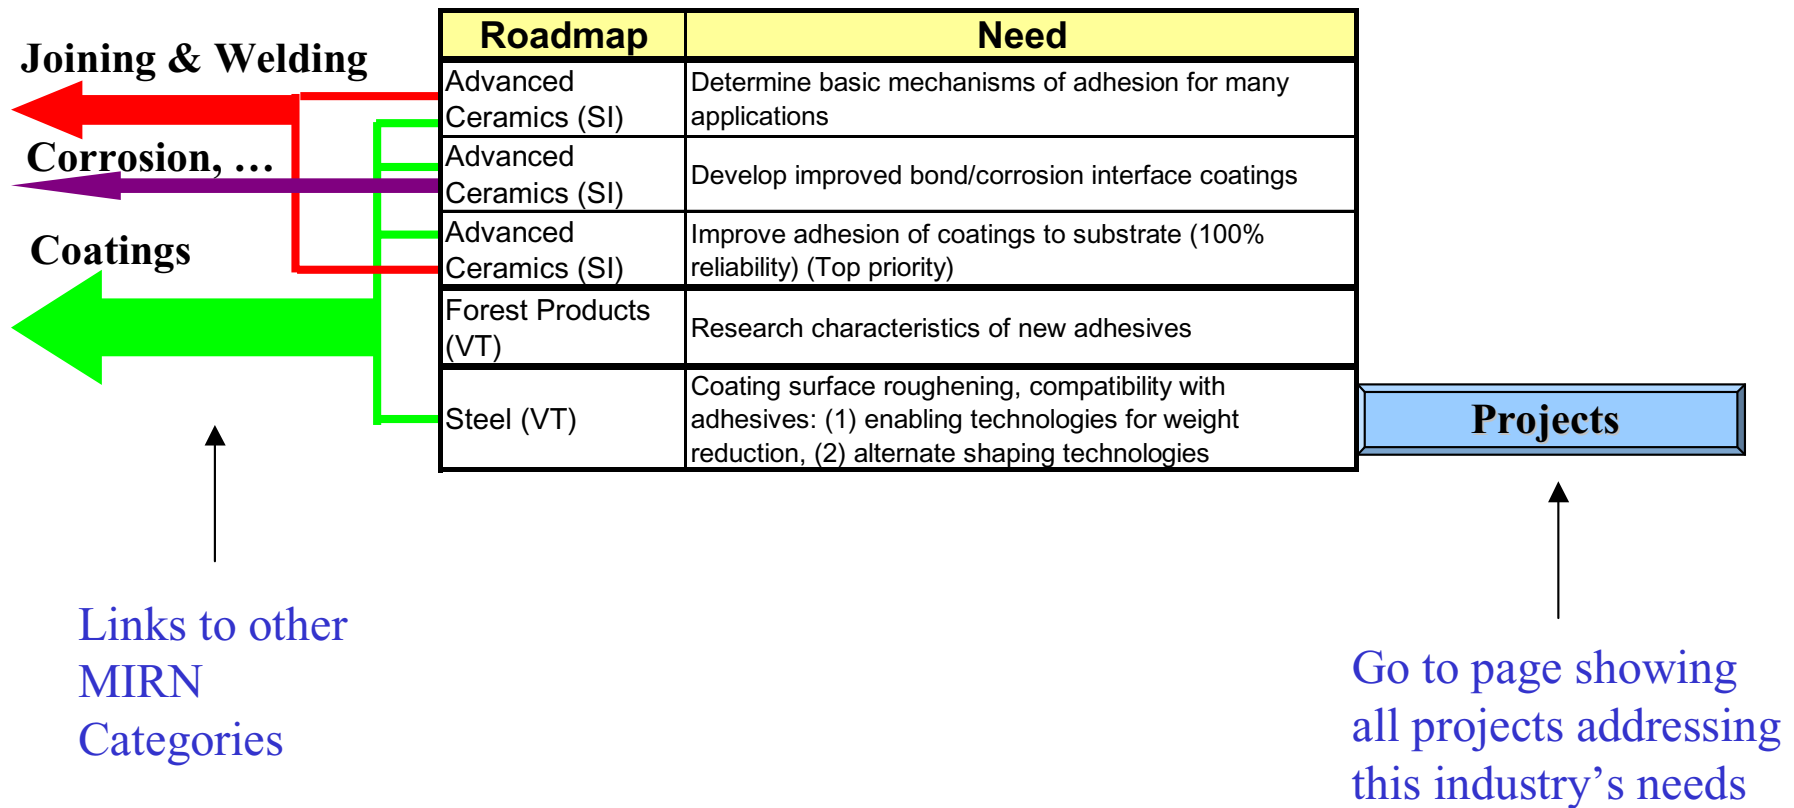 Joining & Welding
Corrosion, …
Coatings
Roadmap
Need
Advanced
Ceramics (SI)
Determine basic mechanisms of adhesion for many
applications
Advanced
Ceramics (SI)
Develop improved bond/corrosion interface coatings
Advanced
Ceramics (SI)
Improve adhesion of coatings to substrate (100%
reliability) (Top priority)
Forest Products
(VT)
Research characteristics of new adhesives
Steel (VT)
Coating surface roughening, compatibility with
adhesives: (1) enabling technologies for weight
reduction, (2) alternate shaping technologies
Projects
Links to other
MIRN
Categories
Go to page showing
all projects addressing
this industry’s needs